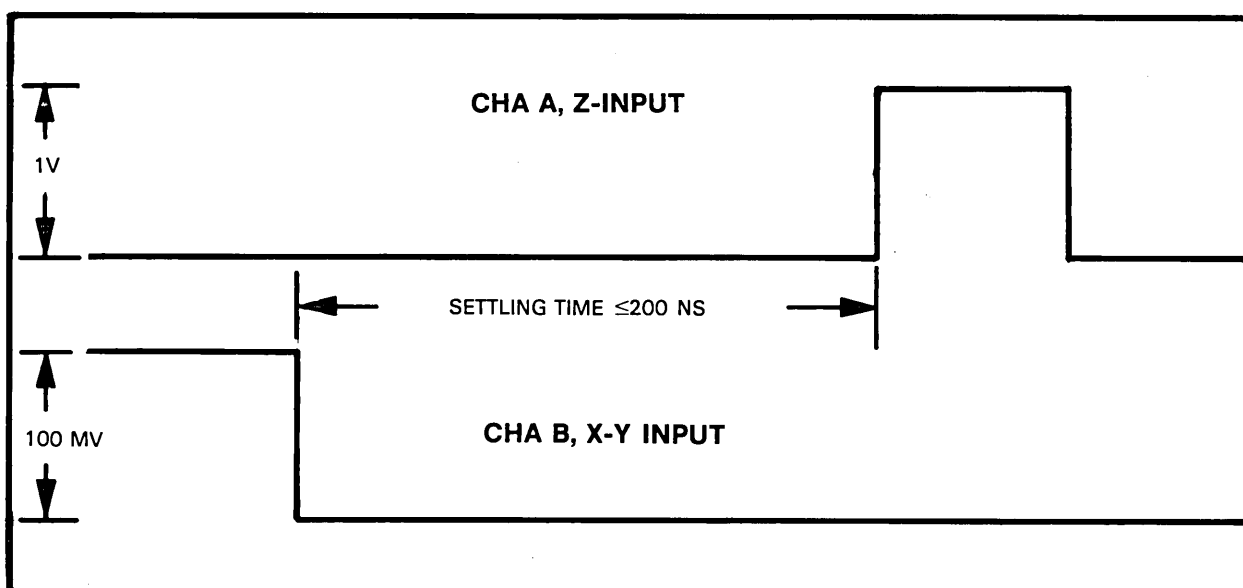 CHA A, Z-INPUT
1V
SETTLING TIME ≤200 NS
100 MV
CHA B, X-Y INPUT